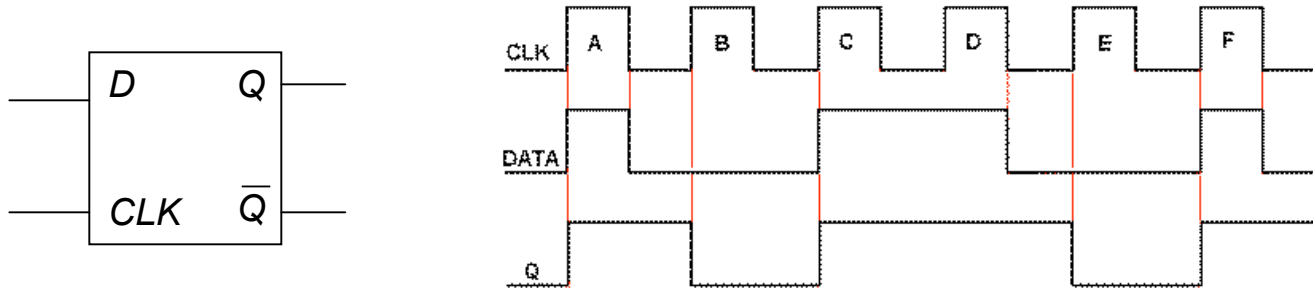 D Q
CLK Q̅
CLK A B C D E F
DATA
Q